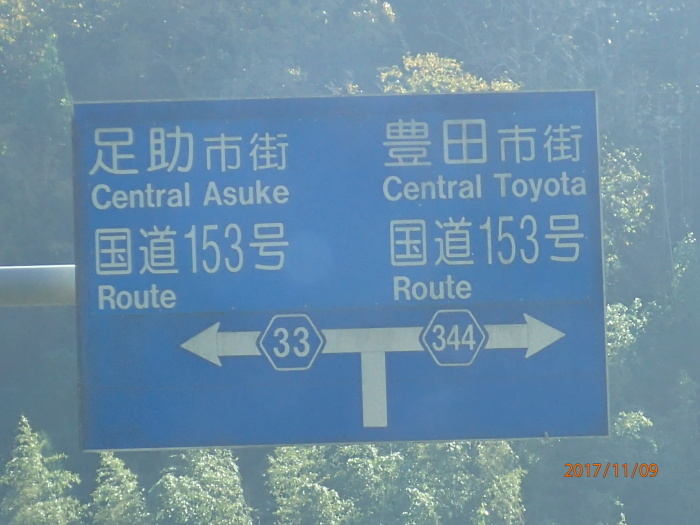 足助市街
Central Asuke
国道153号
Route
豊田市街
Central Toyota
国道153号
Route
33
344
2017/11/09